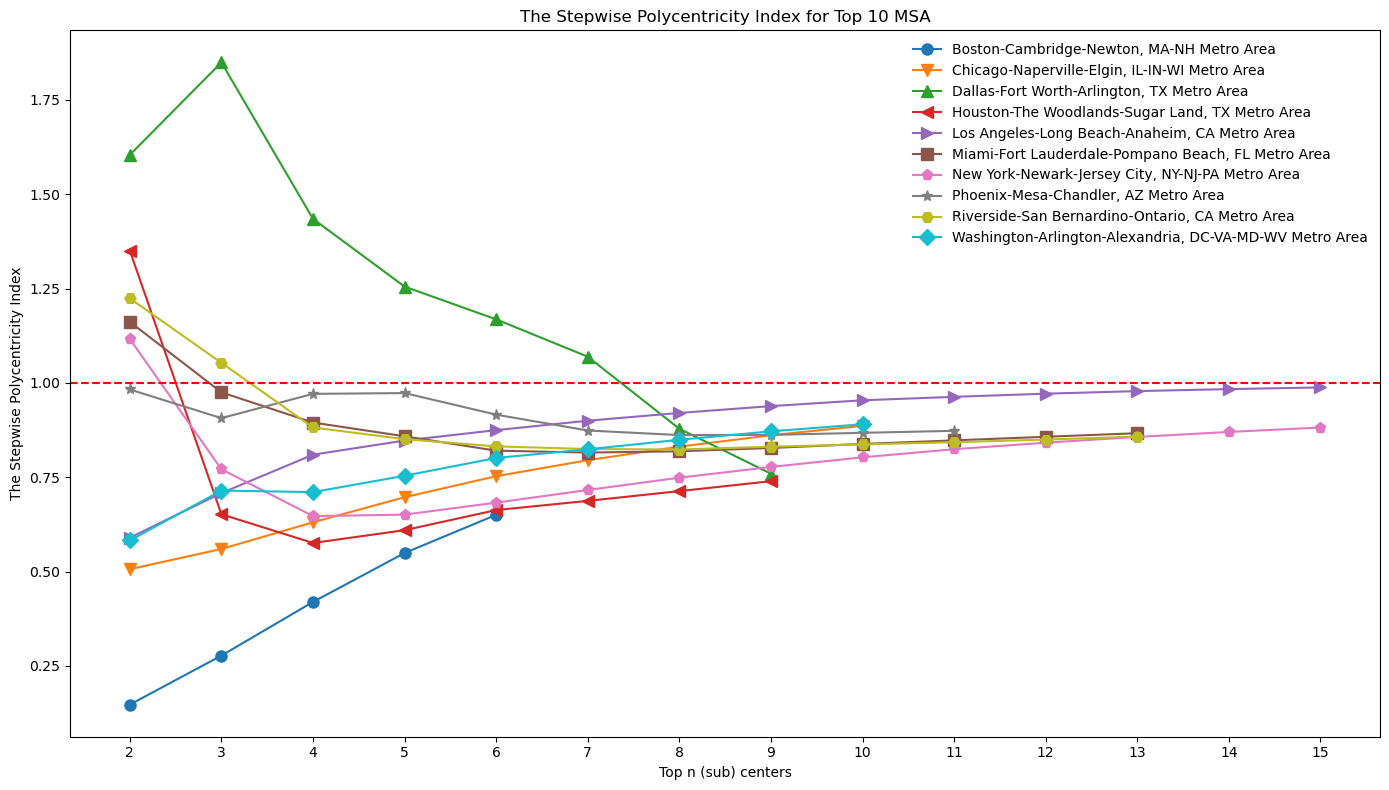 The Stepwise Polycentricity Index for Top 10 MSA
The Stepwise Polycentricity Index
1.75
1.50
1.25
1.00
0.75
0.50
0.25
Boston-Cambridge-Newton, MA-NH Metro Area
Chicago-Naperville-Elgin, IL-IN-WI Metro Area
Dallas-Fort Worth-Arlington, TX Metro Area
Houston-The Woodlands-Sugar Land, TX Metro Area
Los Angeles-Long Beach-Anaheim, CA Metro Area
Miami-Fort Lauderdale-Pompano Beach, FL Metro Area
New York-Newark-Jersey City, NY-NJ-PA Metro Area
Phoenix-Mesa-Chandler, AZ Metro Area
Riverside-San Bernardino-Ontario, CA Metro Area
Washington-Arlington-Alexandria, DC-VA-MD-WV Metro Area
2 3 4 5 6 7 8 9 10 11 12 13 14 15
Top n (sub) centers